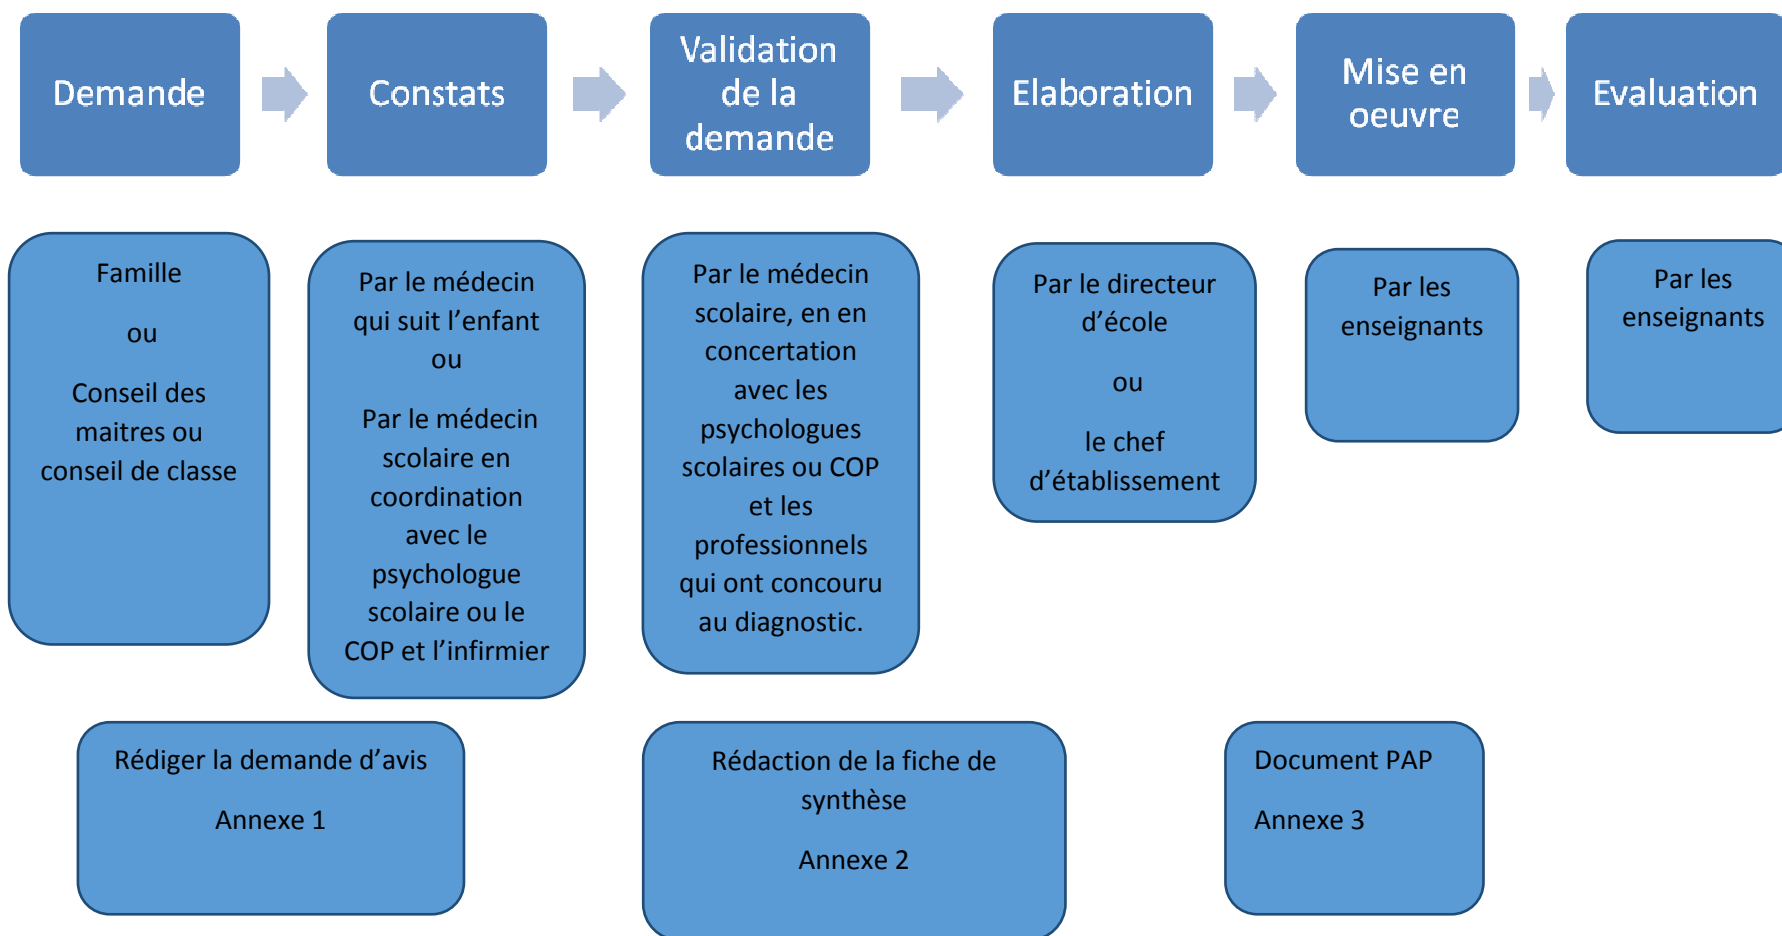 Demande
Constats
Validation
de la
demande
Elaboration
Mise en
oeuvre
Evaluation
Famille
ou
Conseil des
maitres ou
conseil de classe
Par le médecin
qui suit l’enfant
ou
Par le médecin
scolaire en
coordination
avec le
psychologue
scolaire ou le
COP et l’infirmier
Par le médecin
scolaire, en en
concertation
avec les
psychologues
scolaires ou COP
et les
professionnels
qui ont concouru
au diagnostic.
Par le directeur
d’école
ou
le chef
d’établissement
Par les
enseignants
Par les
enseignants
Rédiger la demande d’avis
Annexe 1
Rédaction de la fiche de
synthèse
Annexe 2
Document PAP
Annexe 3